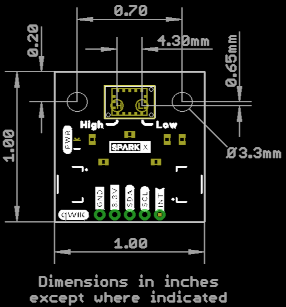 0.70
0.20
4.30mm
0.65mm
High
Low
PWR
SPARK X
1.00
Ø3.3mm
GND
3.3V
SDA
SCL
INT
qwiic
1.00
Dimensions in inches
except where indicated